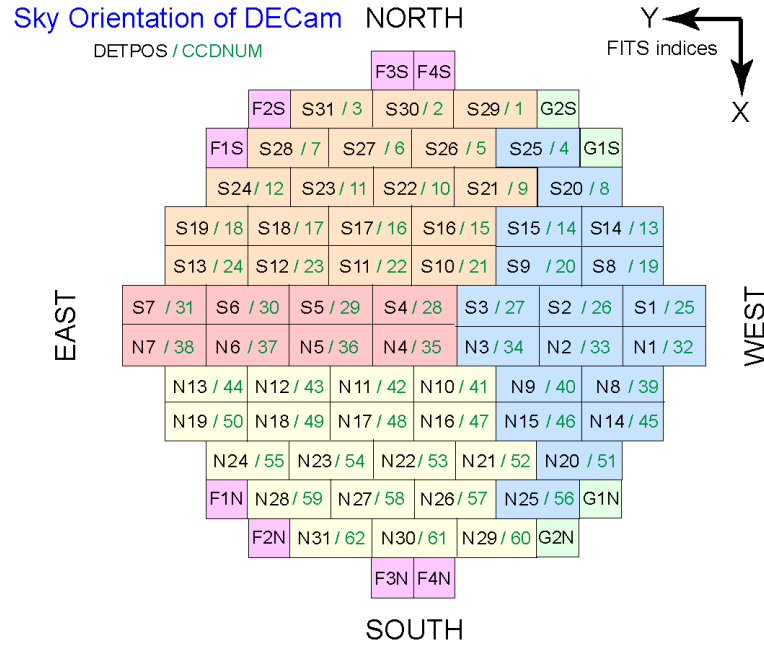 Sky Orientation of DECam NORTH
Y
DETPOS / CCDNUM
FITS indices
X
F3S F4S
F2S S31 / 3 S30 / 2 S29 / 1 G2S
F1S S28 / 7 S27 / 6 S26 / 5 S25 / 4 G1S
S24 / 12 S23 / 11 S22 / 10 S21 / 9 S20 / 8
S19 / 18 S18 / 17 S17 / 16 S16 / 15 S15 / 14 S14 / 13
S13 / 24 S12 / 23 S11 / 22 S10 / 21 S9 / 20 S8 / 19
EAST
S7 / 31 S6 / 30 S5 / 29 S4 / 28 S3 / 27 S2 / 26 S1 / 25
N7 / 38 N6 / 37 N5 / 36 N4 / 35 N3 / 34 N2 / 33 N1 / 32
WEST
N13 / 44 N12 / 43 N11 / 42 N10 / 41 N9 / 40 N8 / 39
N19 / 50 N18 / 49 N17 / 48 N16 / 47 N15 / 46 N14 / 45
N24 / 55 N23 / 54 N22 / 53 N21 / 52 N20 / 51
F1N N28 / 59 N27 / 58 N26 / 57 N25 / 56 G1N
F2N N31 / 62 N30 / 61 N29 / 60 G2N
F3N F4N
SOUTH